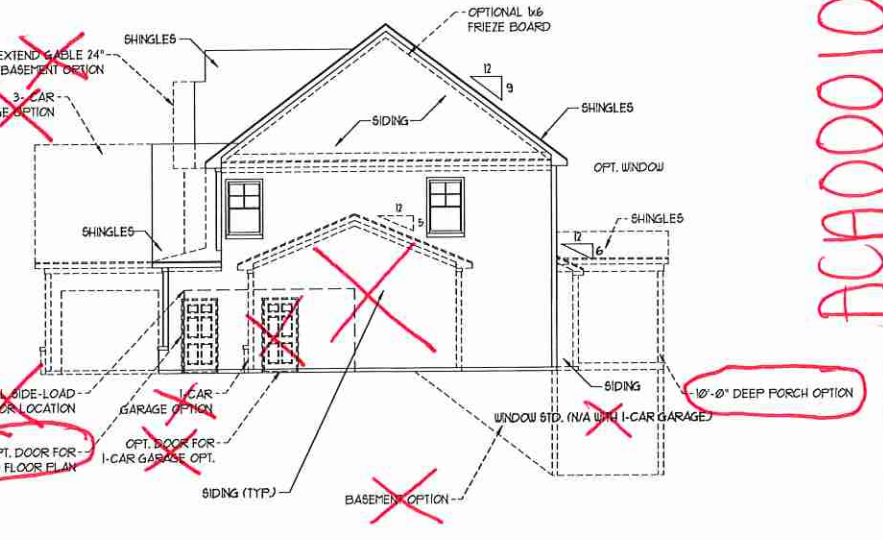 OPTIONAL 1x6
FRIEZE BOARD
SHINGLES
EXTEND GABLE 24"
BASEMENT OPTION
3-CAR
OPTION
12
9
SHINGLES
SIDING
OPT. WINDOW
12
5
SHINGLES
SHINGLES
12
6
SIDE-LOAD
LOCATION
1-CAR
GARAGE OPTION
SIDING
10'-0" DEEP PORCH OPTION
WINDOW STD. (N/A WITH 1-CAR GARAGE)
DOOR FOR
FLOOR PLAN
OPT. DOOR FOR
1-CAR GARAGE OPT.
SIDING (TYP.)
BASEMENT OPTION